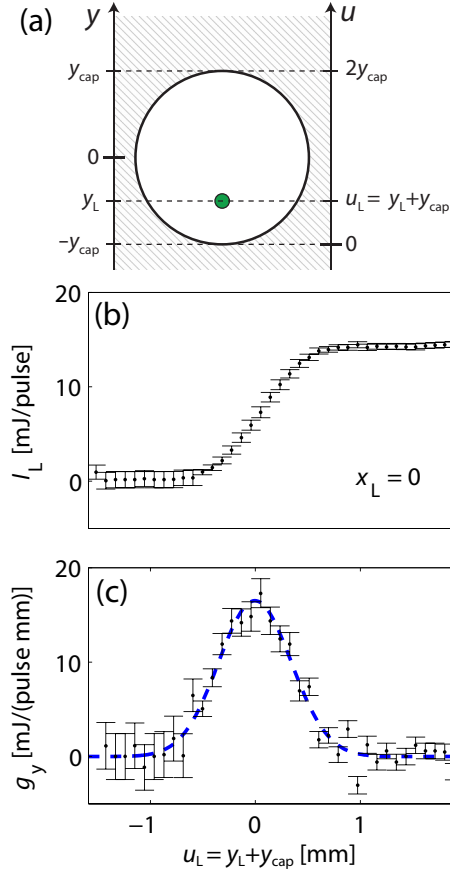 (a)
y
u
y_cap
2y_cap
0
y_L
u_L = y_L+y_cap
–y_cap
0
(b)
20
10
0
I_L [mJ/pulse]
x_L = 0
(c)
20
10
0
g_y [mJ/(pulse mm)]
−1
0
1
u_L = y_L+y_cap [mm]